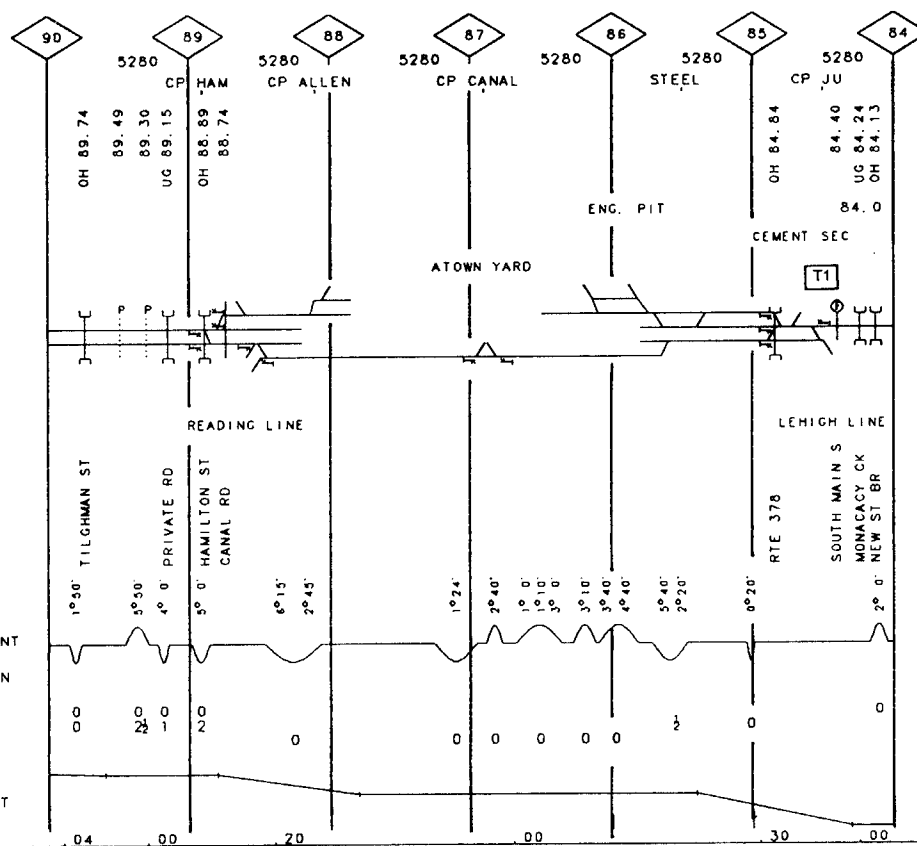 90 89 88 87 86 85 84
5280 5280 5280 5280 5280 5280
CP HAM CP ALLEN CP CANAL STEEL CP JU
OH 89.74
89.49
89.30
UG 89.15
OH 88.89
88.74
OH 84.84
84.40
UG 84.24
OH 84.13
ENG. PIT
84.0
CEMENT SEC
ATOWN YARD
T1
P P
P
READING LINE
LEHIGH LINE
TILGHMAN ST
PRIVATE RD
HAMILTON ST
CANAL RD
RTE 378
SOUTH MAIN S
MONACACY CK
NEW ST BR
1°50'
5°50'
4° 0'
5° 0'
6°15'
2°45'
1°24'
2°40'
1° 0'
1°10'
3° 0'
3°10'
3°40'
4°40'
5°40'
2°20'
0°20'
2° 0'
NT
N
0 0 0 0 0
0 2½ 1 2 ½ 0
0 0 0 0 0 0
T
.04 .00 .20 .00 .30 .00